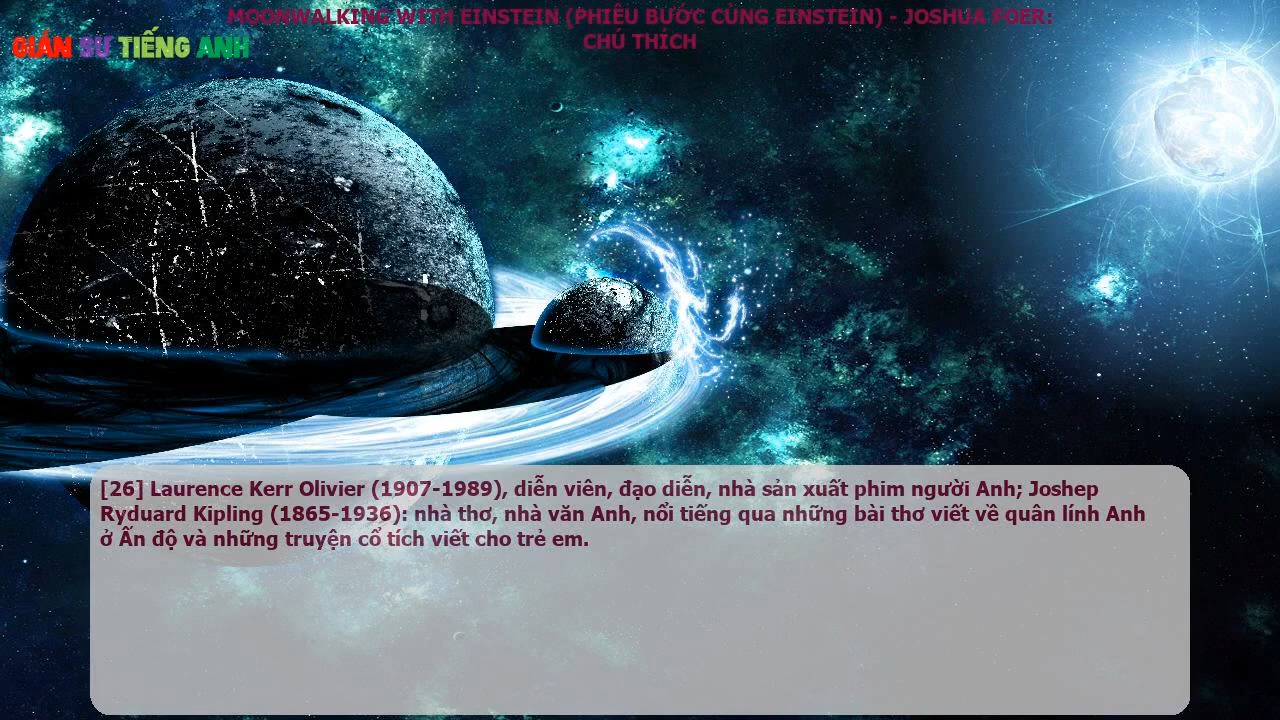 MOONWALKING WITH EINSTEIN (PHIÊU BƯỚC CÙNG EINSTEIN) - JOSHUA FOER:
CHÚ THÍCH
GIÁN SƯ TIẾNG ANH
[26] Laurence Kerr Olivier (1907-1989), diễn viên, đạo diễn, nhà sản xuất phim người Anh; Joshep
Ryduard Kipling (1865-1936): nhà thơ, nhà văn Anh, nổi tiếng qua những bài thơ viết về quân lính Anh
ở Ấn độ và những truyện cổ tích viết cho trẻ em.